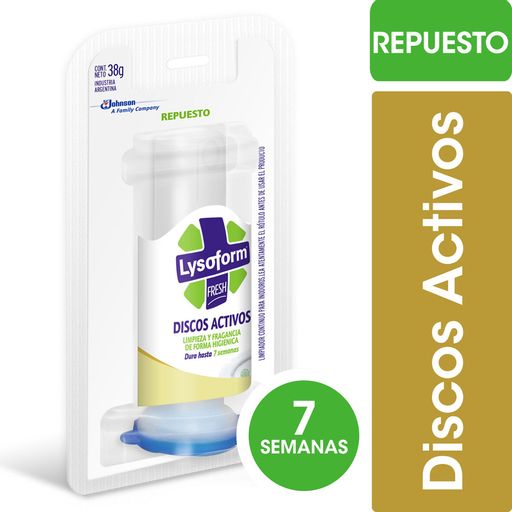 CONT.
NETO 38g
INDUSTRIA
ARGENTINA
SC Johnson
A Family Company
REPUESTO
Lysoform
FRESH
DISCOS ACTIVOS
LIMPIEZA Y FRAGANCIA
DE FORMA HIGIENICA
Dura hasta 7 semanas
LIMPIADOR CONTINUO PARA INODOROS.LEA ATENTAMENTE EL RÓTULO ANTES DE USAR EL PRODUCTO
7
SEMANAS
REPUESTO
Discos Activos